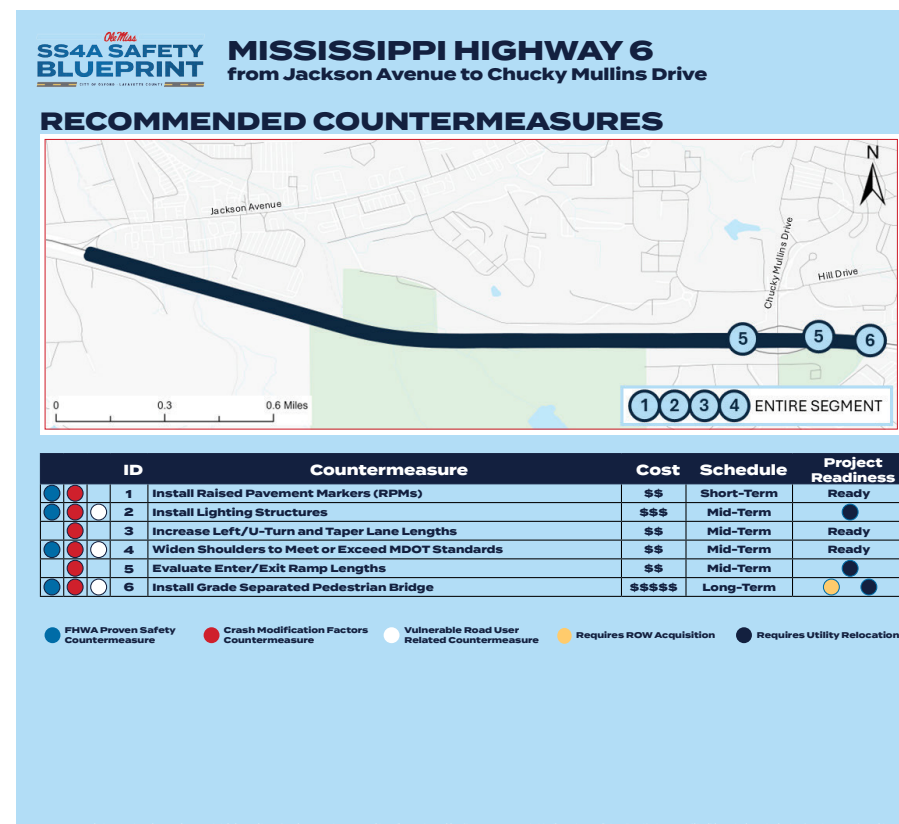 Ole Miss
SS4A SAFETY
BLUEPRINT
CITY OF OXFORD · LAFAYETTE COUNTY
MISSISSIPPI HIGHWAY 6
from Jackson Avenue to Chucky Mullins Drive
RECOMMENDED COUNTERMEASURES
N
Jackson Avenue
Chucky Mullins Drive
Hill Drive
5
5
6
0 0.3 0.6 Miles
1 2 3 4 ENTIRE SEGMENT
ID Countermeasure Cost Schedule Project Readiness
1 Install Raised Pavement Markers (RPMs) $$ Short-Term Ready
2 Install Lighting Structures $$$ Mid-Term
3 Increase Left/U-Turn and Taper Lane Lengths $$ Mid-Term Ready
4 Widen Shoulders to Meet or Exceed MDOT Standards $$ Mid-Term Ready
5 Evaluate Enter/Exit Ramp Lengths $$ Mid-Term
6 Install Grade Separated Pedestrian Bridge $$$$$ Long-Term
FHWA Proven Safety
Countermeasure
Crash Modification Factors
Countermeasure
Vulnerable Road User
Related Countermeasure
Requires ROW Acquisition
Requires Utility Relocation